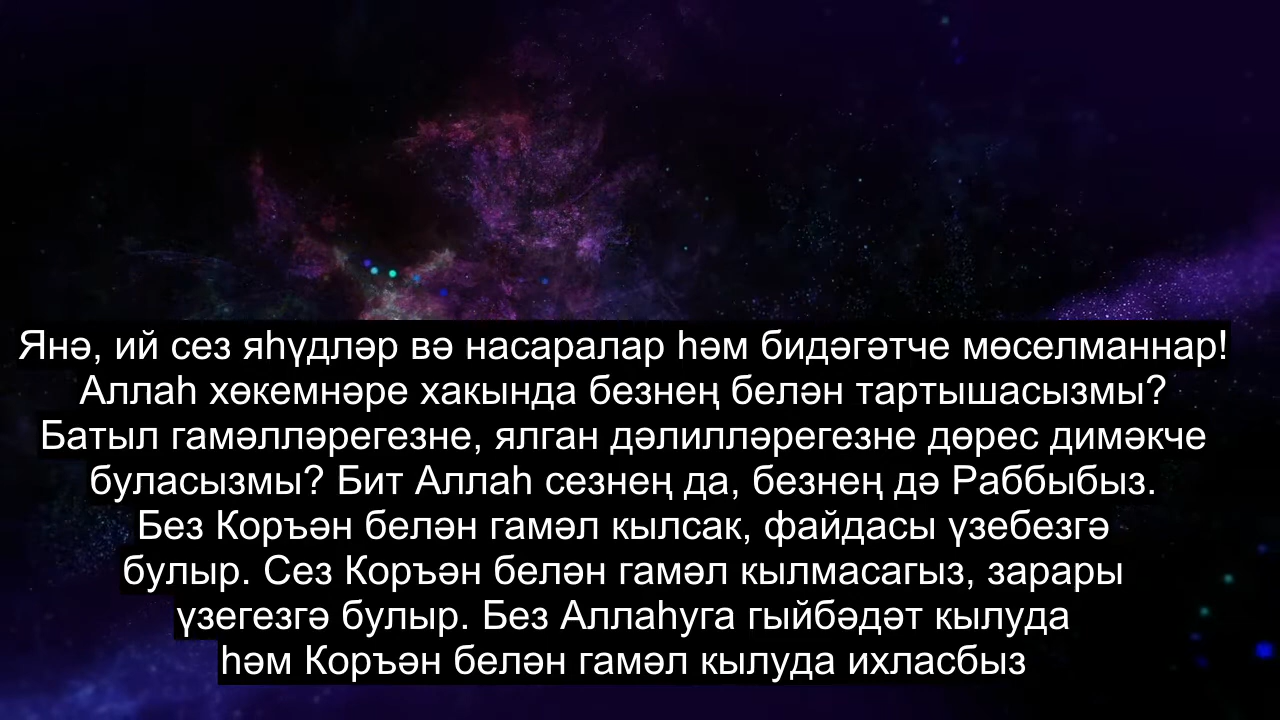 Янә, ий сез яһүдләр вә насаралар һәм бидәгәтче мөселманнар!
Аллаһ хөкемнәре хакында безнең белән тартышасызмы?
Батыл гамәлләрегезне, ялган дәлилләрегезне дөрес димәкче
буласызмы? Бит Аллаһ сезнең да, безнең дә Раббыбыз.
Без Коръән белән гамәл кылсак, файдасы үзебезгә
булыр. Сез Коръән белән гамәл кылмасагыз, зарары
үзегезгә булыр. Без Аллаһуга гыйбәдәт кылуда
һәм Коръән белән гамәл кылуда ихласбыз